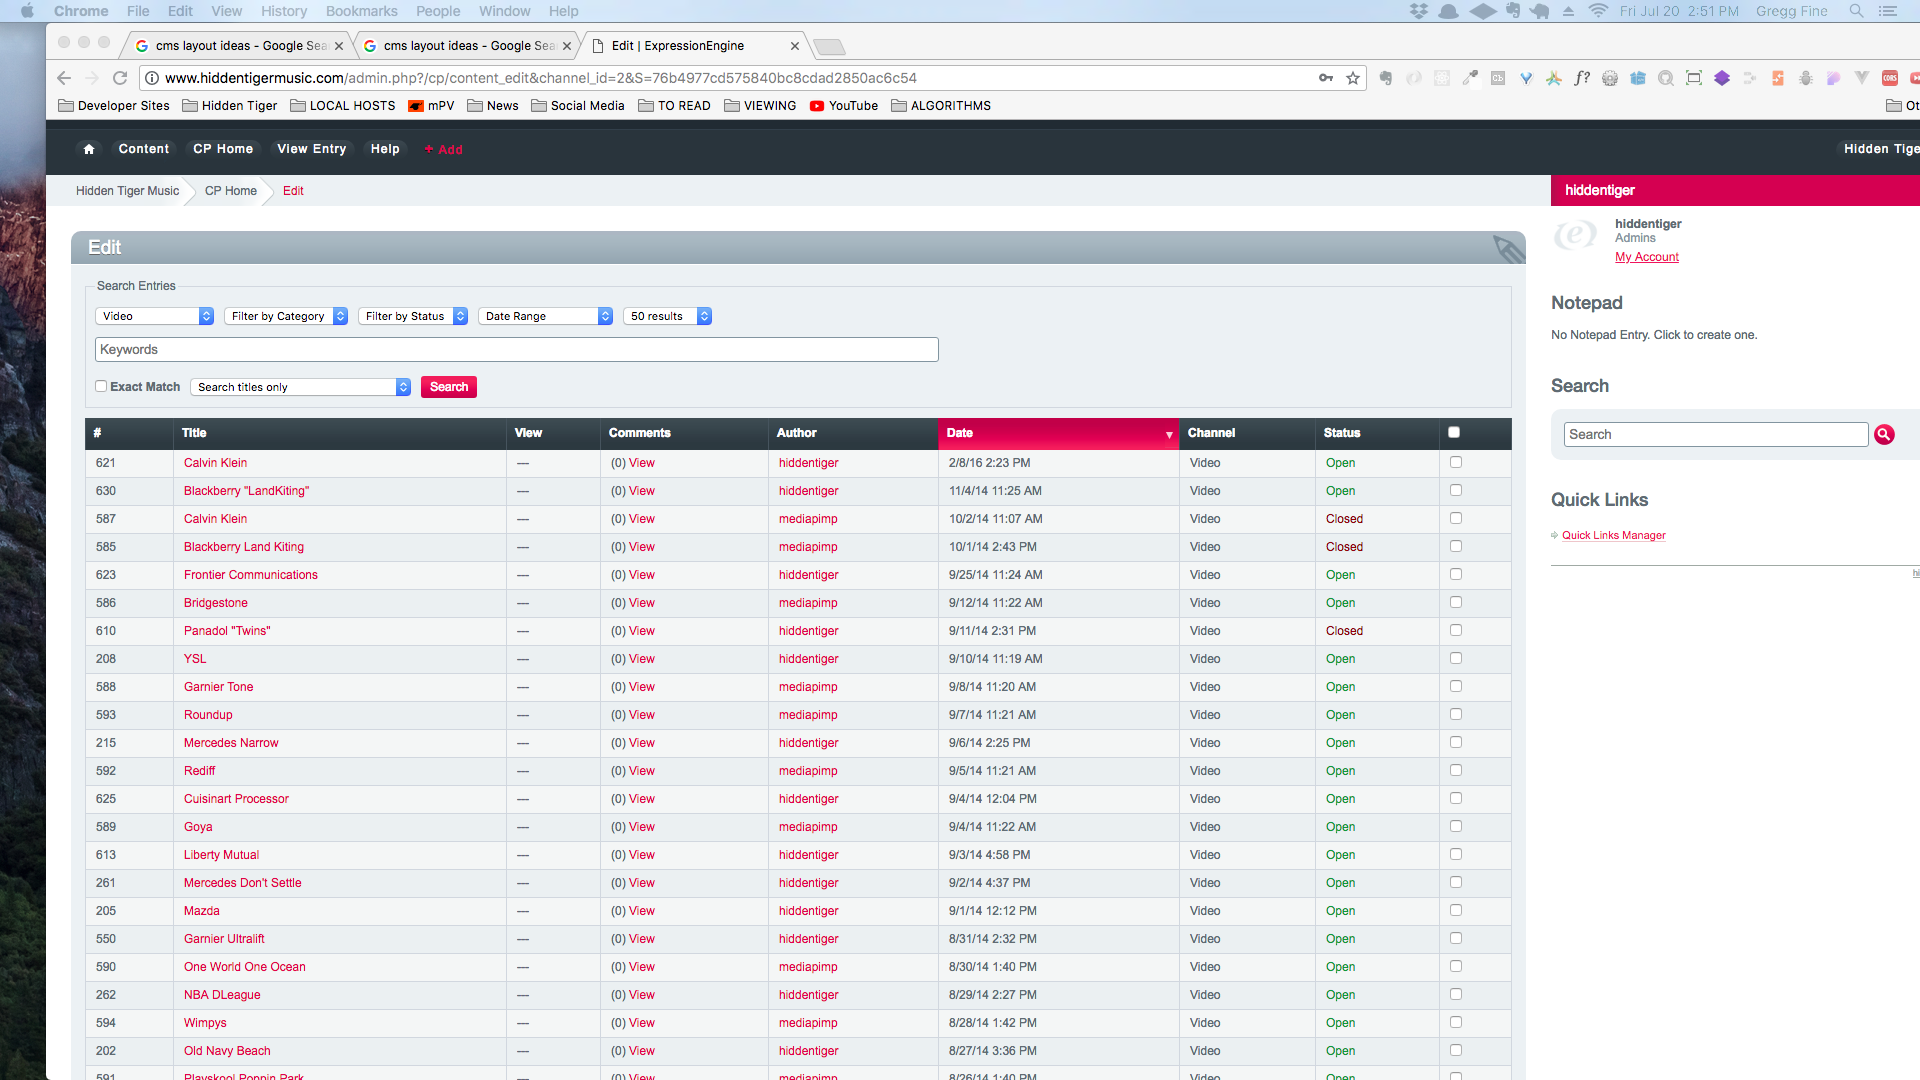 Chrome File Edit View History Bookmarks People Window Help Fri Jul 20 2:51 PM Gregg Fine
cms layout ideas - Google Sea cms layout ideas - Google Sea Edit | ExpressionEngine
www.hiddentigermusic.com/admin.php?/cp/content_edit&channel_id=2&S=76b4977cd575840bc8cdad2850ac6c54
Developer Sites Hidden Tiger LOCAL HOSTS mPV News Social Media TO READ VIEWING YouTube ALGORITHMS Ot
Content CP Home View Entry Help + Add Hidden Tige
Hidden Tiger Music CP Home Edit
hiddentiger
hiddentiger
Admins
My Account
Edit
Search Entries
Video Filter by Category Filter by Status Date Range 50 results
Keywords
Exact Match Search titles only Search
Notepad
No Notepad Entry. Click to create one.
Search
Search
Quick Links
Quick Links Manager
hi
# Title View Comments Author Date Channel Status
621 Calvin Klein — (0) View hiddentiger 2/8/16 2:23 PM Video Open
630 Blackberry "LandKiting" — (0) View hiddentiger 11/4/14 11:25 AM Video Open
587 Calvin Klein — (0) View mediapimp 10/2/14 11:07 AM Video Closed
585 Blackberry Land Kiting — (0) View mediapimp 10/1/14 2:43 PM Video Closed
623 Frontier Communications — (0) View hiddentiger 9/25/14 11:24 AM Video Open
586 Bridgestone — (0) View mediapimp 9/12/14 11:22 AM Video Open
610 Panadol "Twins" — (0) View hiddentiger 9/11/14 2:31 PM Video Closed
208 YSL — (0) View hiddentiger 9/10/14 11:19 AM Video Open
588 Garnier Tone — (0) View mediapimp 9/8/14 11:20 AM Video Open
593 Roundup — (0) View mediapimp 9/7/14 11:21 AM Video Open
215 Mercedes Narrow — (0) View hiddentiger 9/6/14 2:25 PM Video Open
592 Rediff — (0) View mediapimp 9/5/14 11:21 AM Video Open
625 Cuisinart Processor — (0) View hiddentiger 9/4/14 12:04 PM Video Open
589 Goya — (0) View mediapimp 9/4/14 11:22 AM Video Open
613 Liberty Mutual — (0) View hiddentiger 9/3/14 4:58 PM Video Open
261 Mercedes Don't Settle — (0) View hiddentiger 9/2/14 4:37 PM Video Open
205 Mazda — (0) View hiddentiger 9/1/14 12:12 PM Video Open
550 Garnier Ultralift — (0) View hiddentiger 8/31/14 2:32 PM Video Open
590 One World One Ocean — (0) View mediapimp 8/30/14 1:40 PM Video Open
262 NBA DLeague — (0) View hiddentiger 8/29/14 2:27 PM Video Open
594 Wimpys — (0) View mediapimp 8/28/14 1:42 PM Video Open
202 Old Navy Beach — (0) View hiddentiger 8/27/14 3:36 PM Video Open
591 Playskool Poppin Park — (0) View mediapimp 8/26/14 1:40 PM Video Open